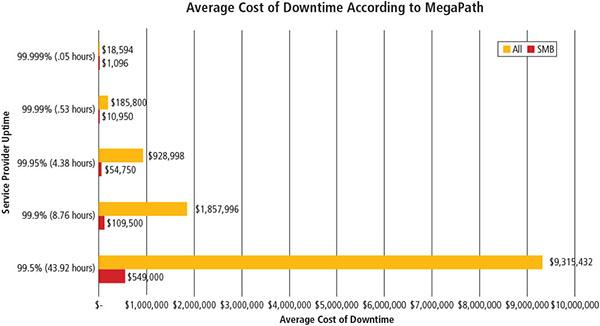 Average Cost of Downtime According to MegaPath
All SMB
Service Provider Uptime
99.999% (.05 hours)
$18,594
$1,096
99.99% (.53 hours)
$185,800
$10,950
99.95% (4.38 hours)
$928,998
$54,750
99.9% (8.76 hours)
$1,857,996
$109,500
99.5% (43.92 hours)
$9,315,432
$549,000
$- $1,000,000 $2,000,000 $3,000,000 $4,000,000 $5,000,000 $6,000,000 $7,000,000 $8,000,000 $9,000,000 $10,000,000
Average Cost of Downtime